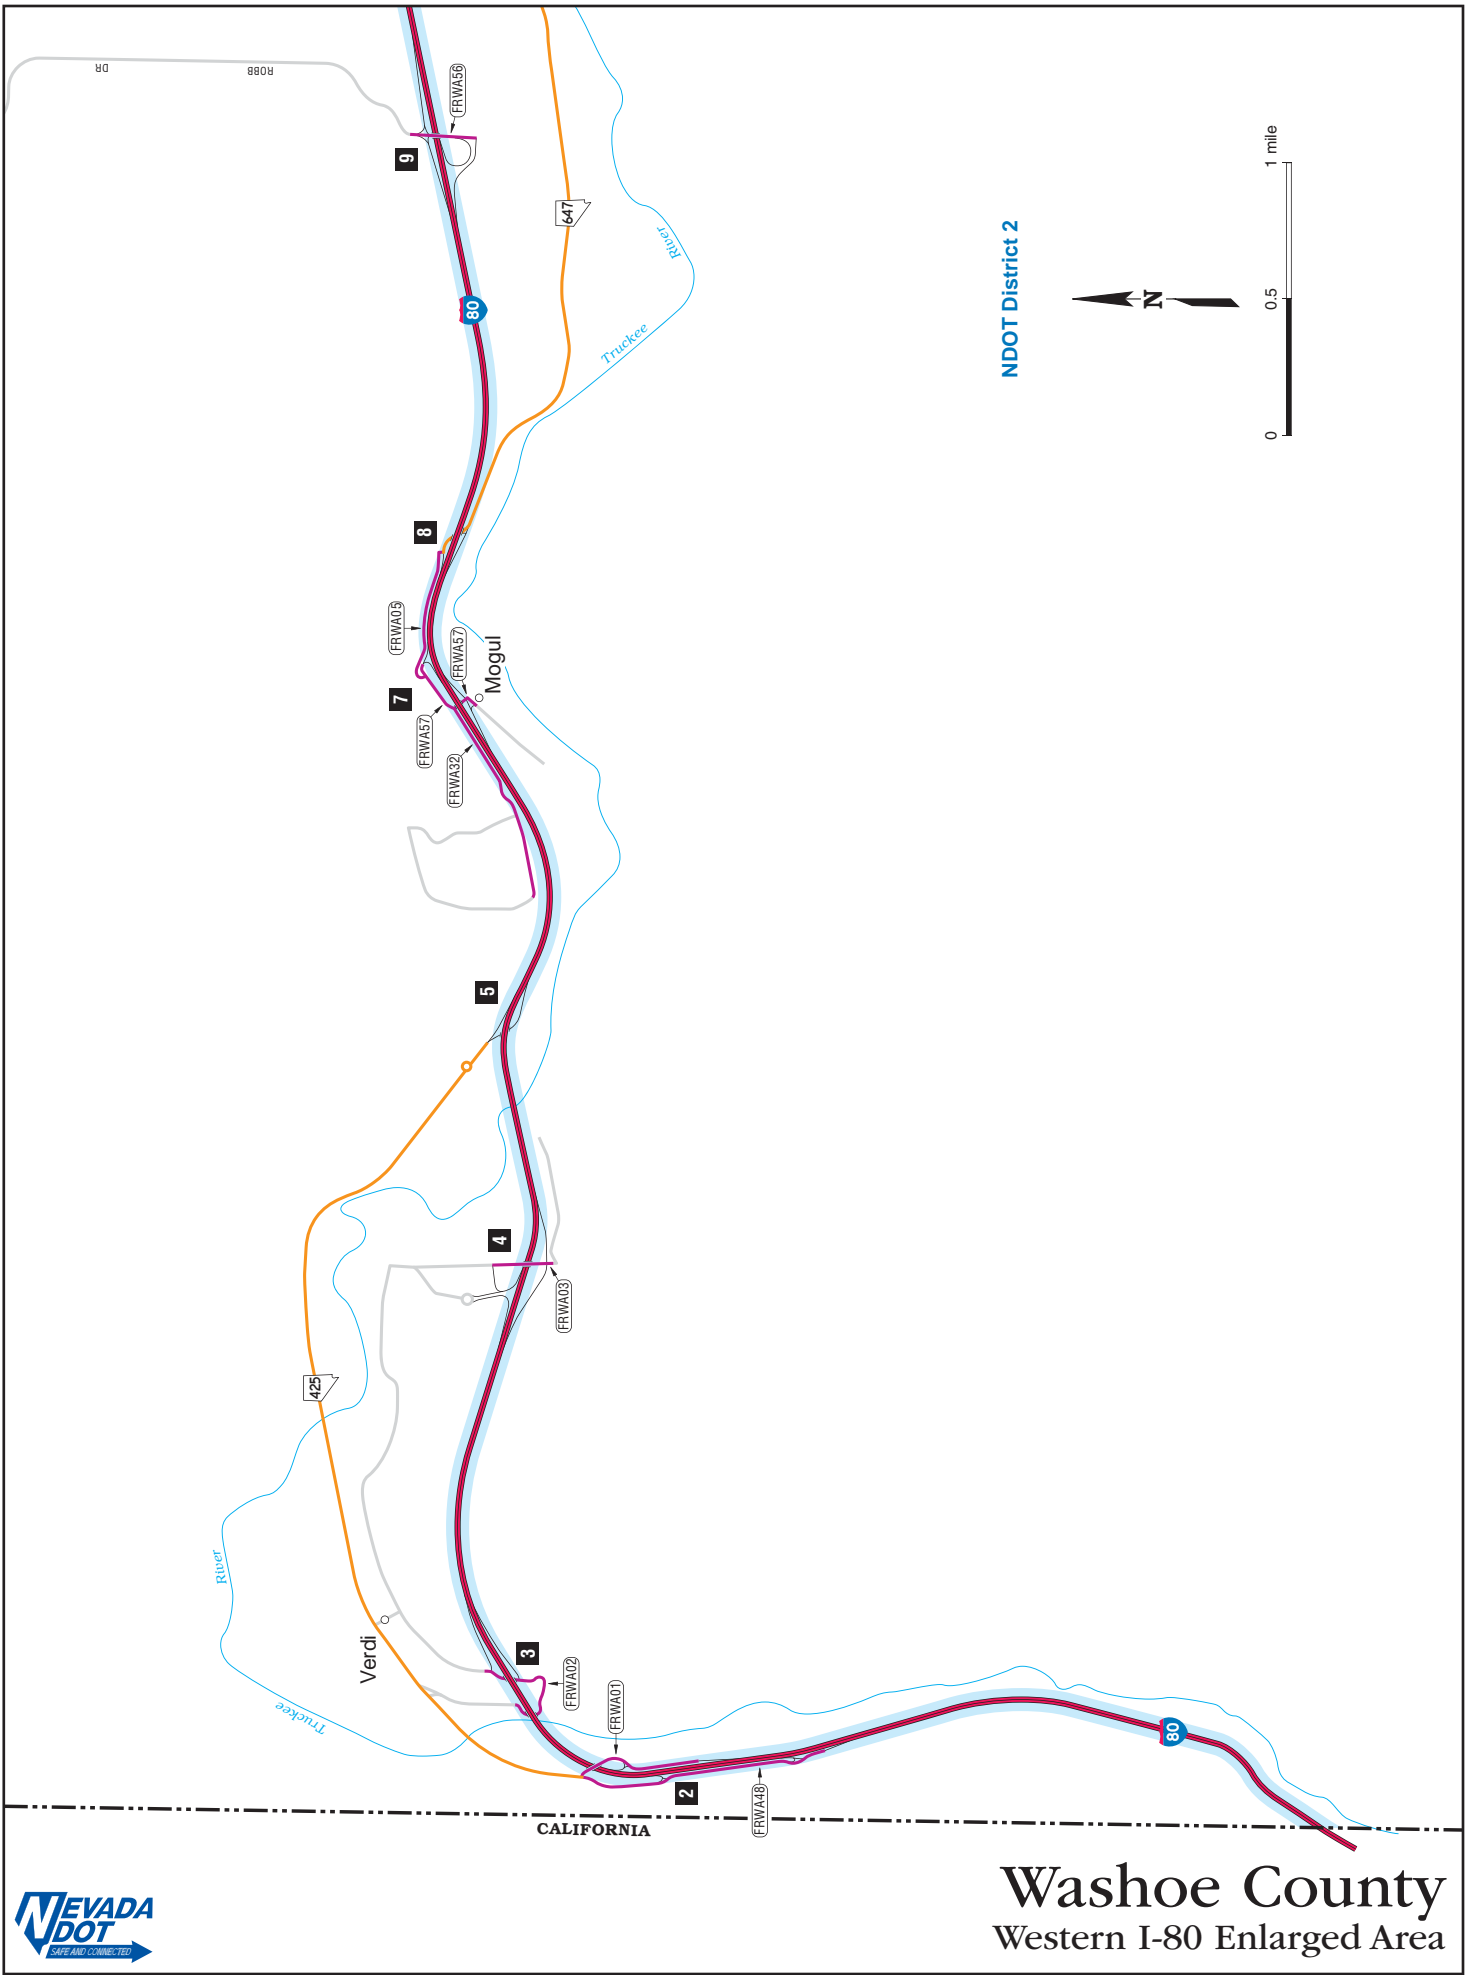 DR
ROBB
FRWA56
9
647
River
80
Truckee
NDOT District 2
N
0
0.5
1 mile
8
FRWA05
FRWA57
Mogul
7
FRWA57
FRWA32
5
4
FRWA03
425
River
Verdi
Truckee
3
FRWA02
FRWA01
80
2
FRWA48
CALIFORNIA
Washoe County
Western I-80 Enlarged Area
NEVADA
DOT
SAFE AND CONNECTED